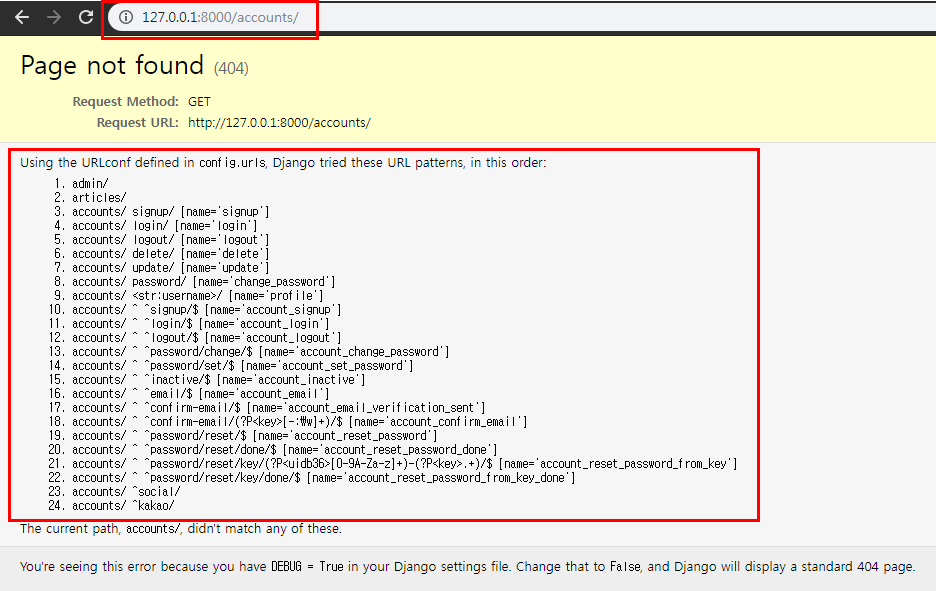 127.0.0.1:8000/accounts/
Page not found (404)
Request Method: GET
Request URL: http://127.0.0.1:8000/accounts/
Using the URLconf defined in config.urls, Django tried these URL patterns, in this order:
1. admin/
2. articles/
3. accounts/ signup/ [name='signup']
4. accounts/ login/ [name='login']
5. accounts/ logout/ [name='logout']
6. accounts/ delete/ [name='delete']
7. accounts/ update/ [name='update']
8. accounts/ password/ [name='change_password']
9. accounts/ <str:username>/ [name='profile']
10. accounts/ ^ ^signup/$ [name='account_signup']
11. accounts/ ^ ^login/$ [name='account_login']
12. accounts/ ^ ^logout/$ [name='account_logout']
13. accounts/ ^ ^password/change/$ [name='account_change_password']
14. accounts/ ^ ^password/set/$ [name='account_set_password']
15. accounts/ ^ ^inactive/$ [name='account_inactive']
16. accounts/ ^ ^email/$ [name='account_email']
17. accounts/ ^ ^confirm-email/$ [name='account_email_verification_sent']
18. accounts/ ^ ^confirm-email/(?P<key>[-:₩w]+)/$ [name='account_confirm_email']
19. accounts/ ^ ^password/reset/$ [name='account_reset_password']
20. accounts/ ^ ^password/reset/done/$ [name='account_reset_password_done']
21. accounts/ ^ ^password/reset/key/(?P<uidb36>[0-9A-Za-z]+)-(?P<key>.+)/$ [name='account_reset_password_from_key']
22. accounts/ ^ ^password/reset/key/done/$ [name='account_reset_password_from_key_done']
23. accounts/ ^social/
24. accounts/ ^kakao/
The current path, accounts/, didn't match any of these.
You're seeing this error because you have DEBUG = True in your Django settings file. Change that to False, and Django will display a standard 404 page.